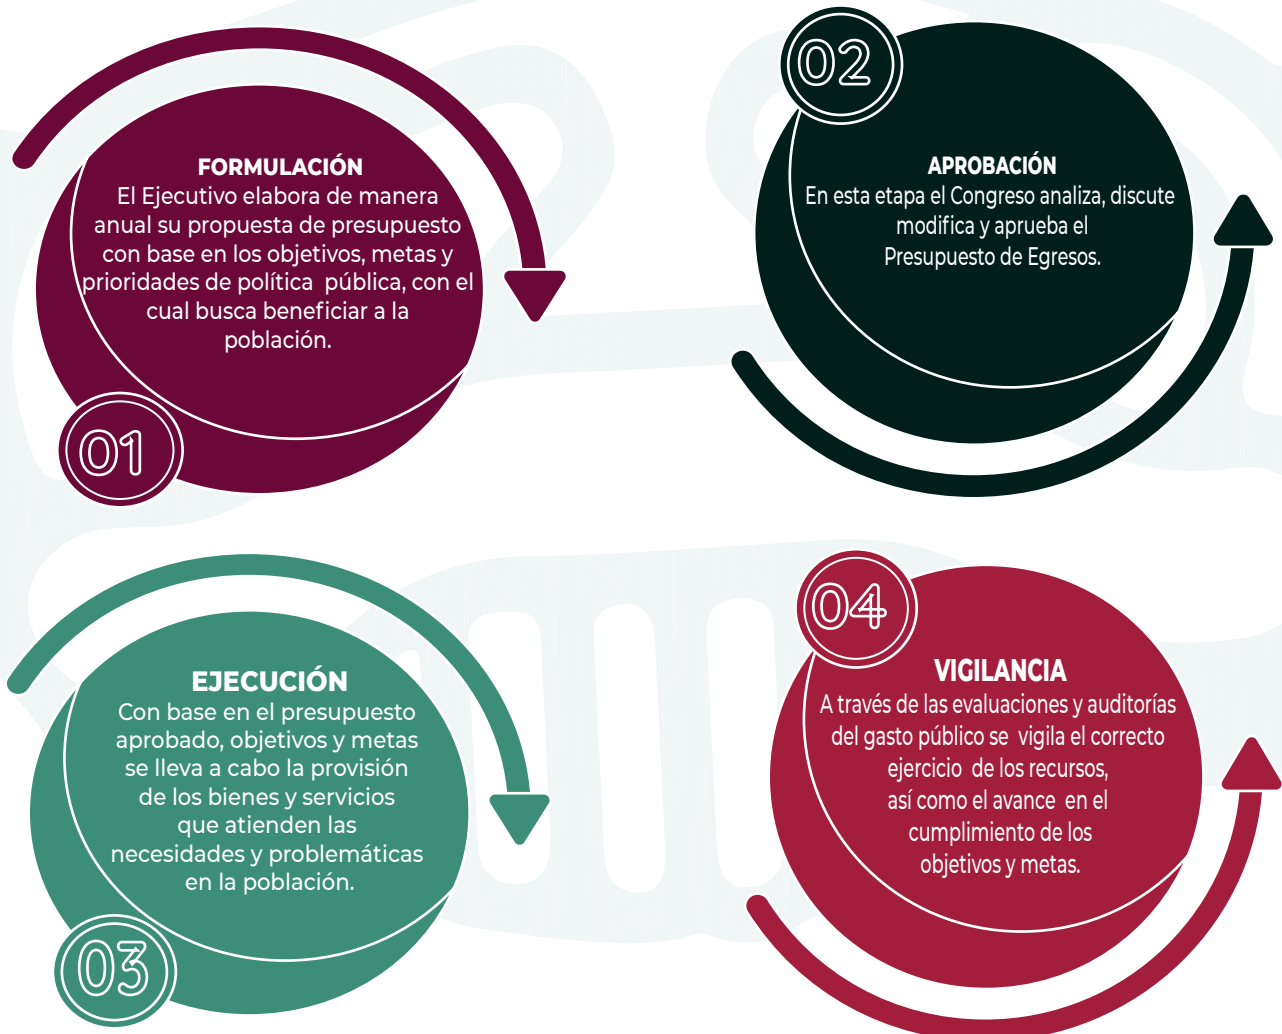 FORMULACIÓN
El Ejecutivo elabora de manera
anual su propuesta de presupuesto
con base en los objetivos, metas y
prioridades de política pública, con el
cual busca beneficiar a la
población.
01
02
APROBACIÓN
En esta etapa el Congreso analiza, discute
modifica y aprueba el
Presupuesto de Egresos.
EJECUCIÓN
Con base en el presupuesto
aprobado, objetivos y metas
se lleva a cabo la provisión
de los bienes y servicios
que atienden las
necesidades y problemáticas
en la población.
03
04
VIGILANCIA
A través de las evaluaciones y auditorías
del gasto público se vigila el correcto
ejercicio de los recursos,
así como el avance en el
cumplimiento de los
objetivos y metas.